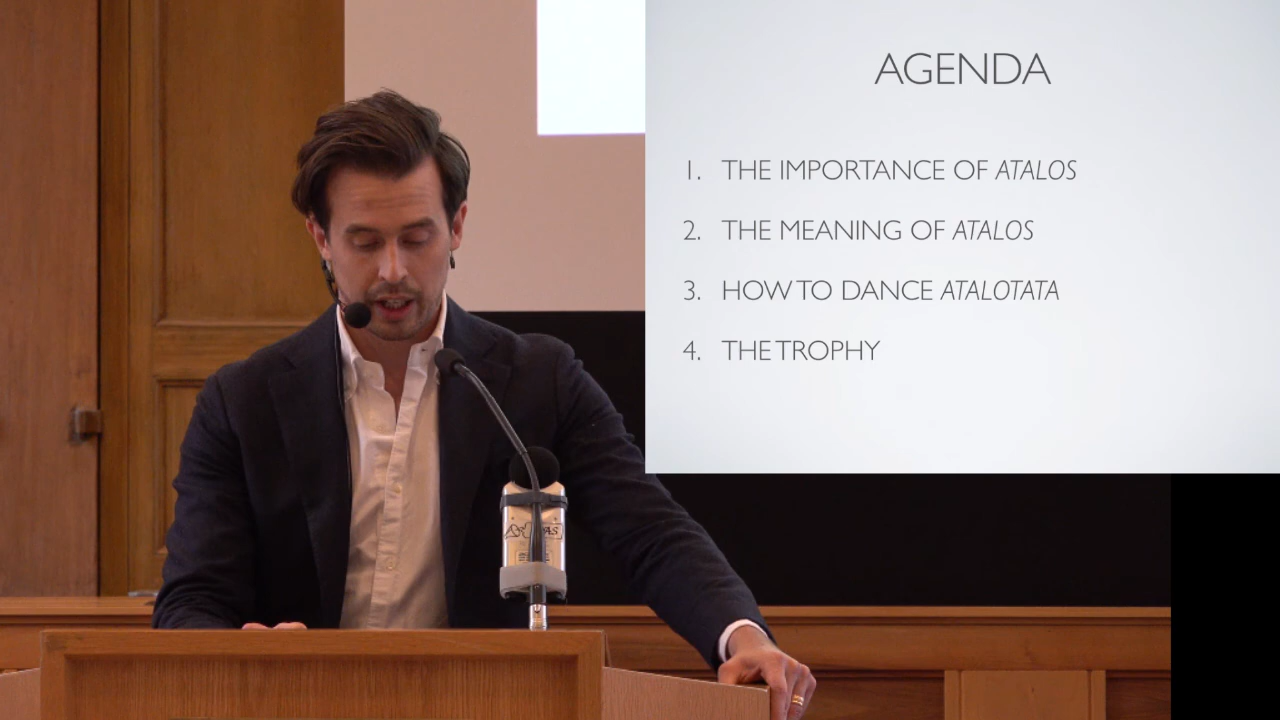 AGENDA
1. THE IMPORTANCE OF ATALOS
2. THE MEANING OF ATALOS
3. HOW TO DANCE ATALOTATA
4. THE TROPHY